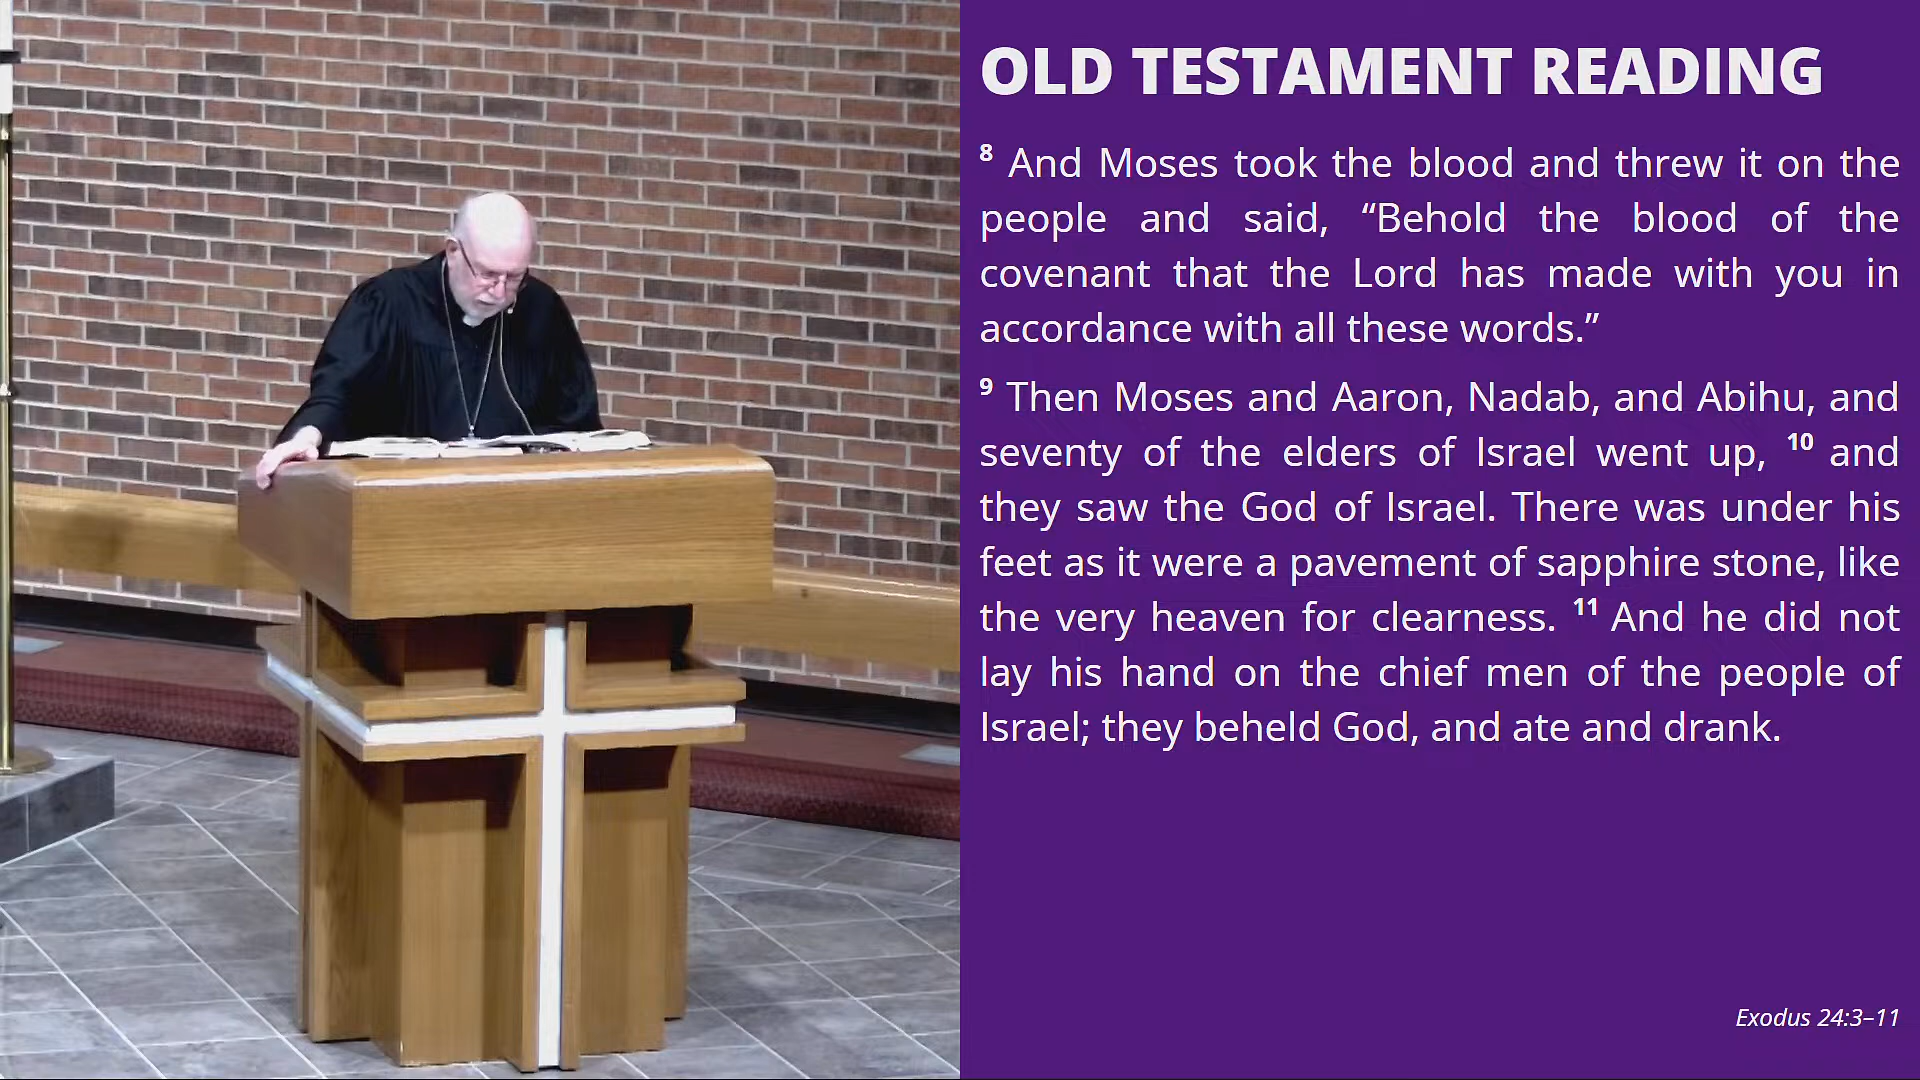 OLD TESTAMENT READING
⁸ And Moses took the blood and threw it on the
people and said, “Behold the blood of the
covenant that the Lord has made with you in
accordance with all these words.”
⁹ Then Moses and Aaron, Nadab, and Abihu, and
seventy of the elders of Israel went up, ¹⁰ and
they saw the God of Israel. There was under his
feet as it were a pavement of sapphire stone, like
the very heaven for clearness. ¹¹ And he did not
lay his hand on the chief men of the people of
Israel; they beheld God, and ate and drank.
Exodus 24:3–11